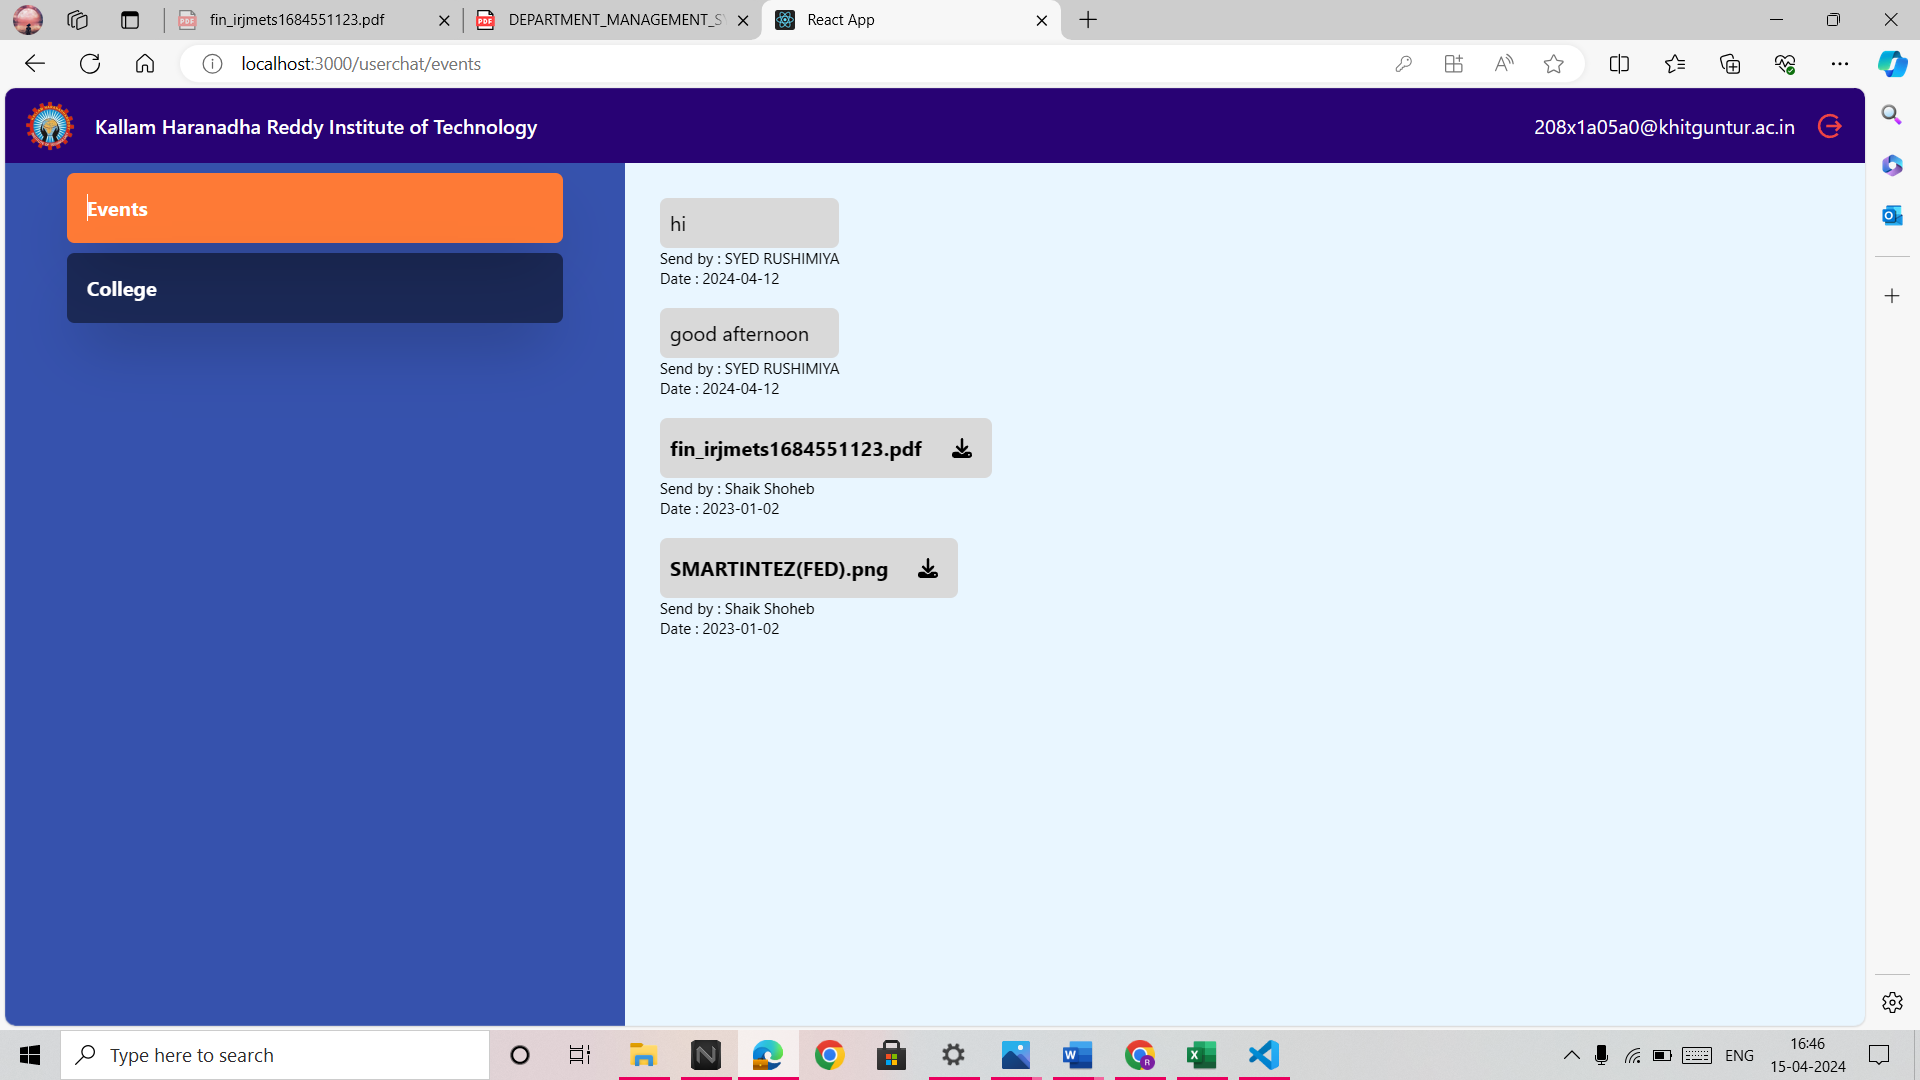 fin_irjmets1684551123.pdf
DEPARTMENT_MANAGEMENT_S
React App
localhost:3000/userchat/events
Kallam Haranadha Reddy Institute of Technology
208x1a05a0@khitguntur.ac.in
Events
College
hi
Send by : SYED RUSHIMIYA
Date : 2024-04-12
good afternoon
Send by : SYED RUSHIMIYA
Date : 2024-04-12
fin_irjmets1684551123.pdf
Send by : Shaik Shoheb
Date : 2023-01-02
SMARTINTEZ(FED).png
Send by : Shaik Shoheb
Date : 2023-01-02
Type here to search
ENG
16:46
15-04-2024